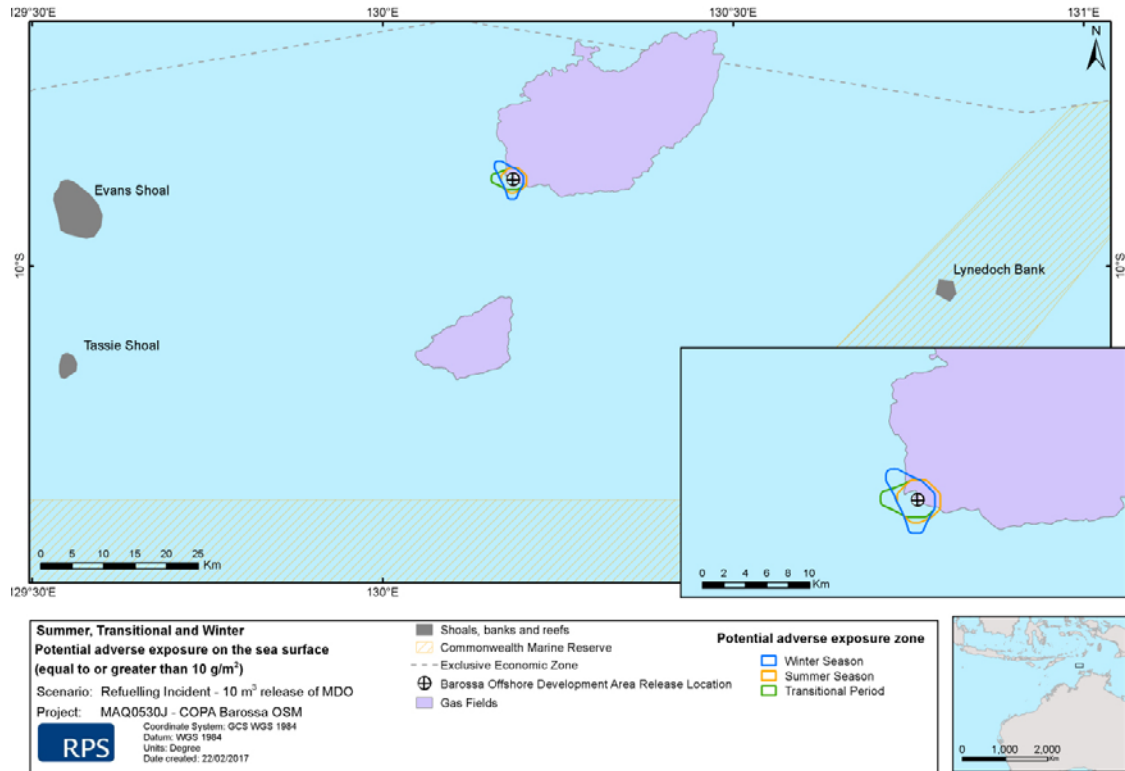 129°30'E
130°
130°30'E
131°
N
Evans Shoal
10°S
10°S
Lynedoch Bank
Tassie Shoal
0 5 10 15 20 25
Km
0 2 4 6 8 10
Km
129°30'E
130°E
Summer, Transitional and Winter
Potential adverse exposure on the sea surface
(equal to or greater than 10 g/m²)
Scenario: Refuelling Incident - 10 m³ release of MDO
Project: MAQ0530J - COPA Barossa OSM
RPS
Coordinate System: GCS WGS 1984
Datum: WGS 1984
Units: Degree
Date created: 22/02/2017
Shoals, banks and reefs
Commonwealth Marine Reserve
Exclusive Economic Zone
Barossa Offshore Development Area Release Location
Gas Fields
Potential adverse exposure zone
Winter Season
Summer Season
Transitional Period
0 1,000 2,000
Km